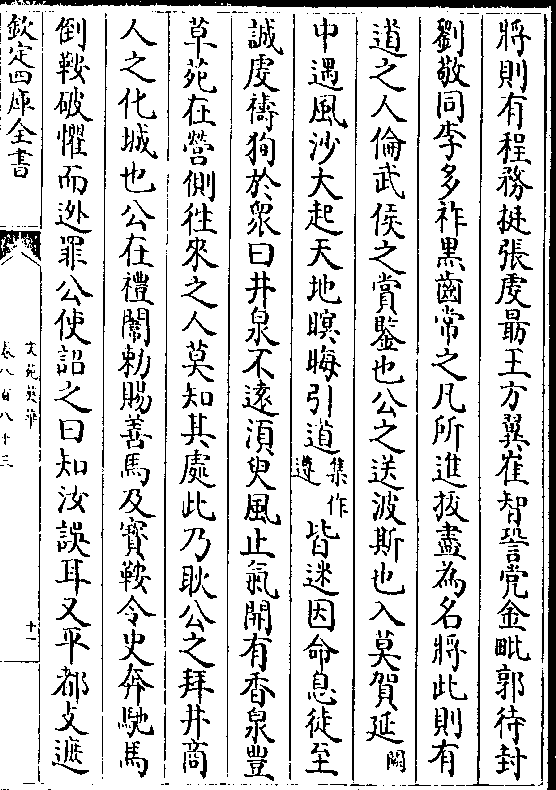 將則有程務挺張虔朂王方翼崔智聓党金毗郭待封
劉敬同李多祚黒齒常之凡所進拔盡為名將此則有
道之人倫武侯之賞鑒也公之送波斯也入莫賀延闕
中遇風沙大起天地暝晦引道集作遵皆迷因命息徒至
誠虔禱狥於衆曰井泉不遠湏臾風止氣開有香泉豐
草苑在營側徃來之人莫知其處此乃耿公之拜井商
人之化城也公在禮闈勅賜善馬及寳鞍令史奔馳馬
倒鞍破懼而迯罪公使詔之曰知汝誤耳又平都攴遮
欽定四庫全書
文苑英華
卷八百八十三
十一